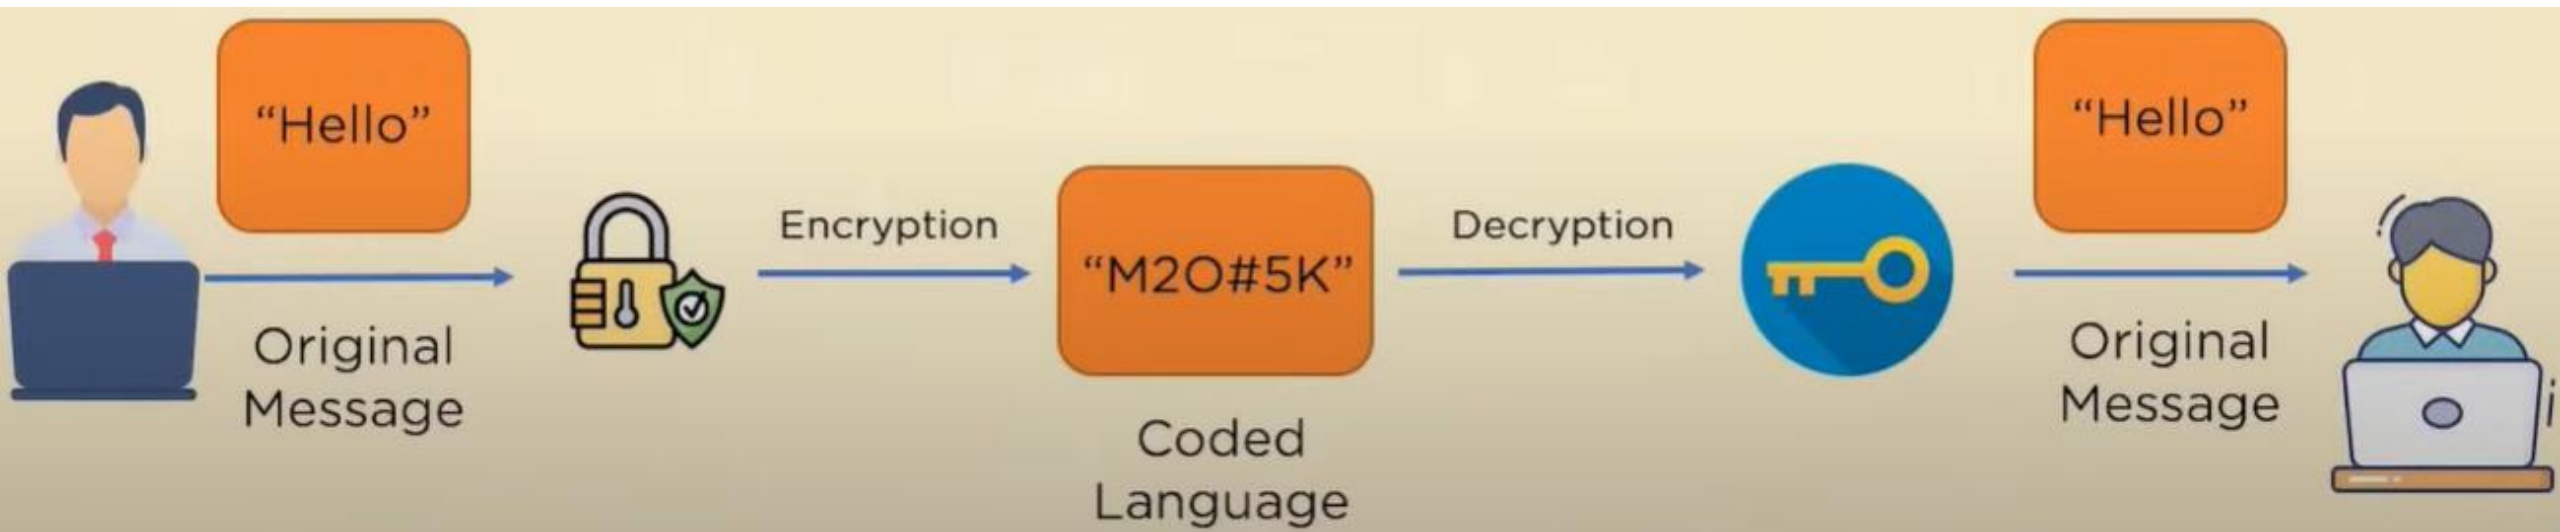 “Hello”
Original
Message
Encryption
“M2O#5K”
Coded
Language
Decryption
“Hello”
Original
Message